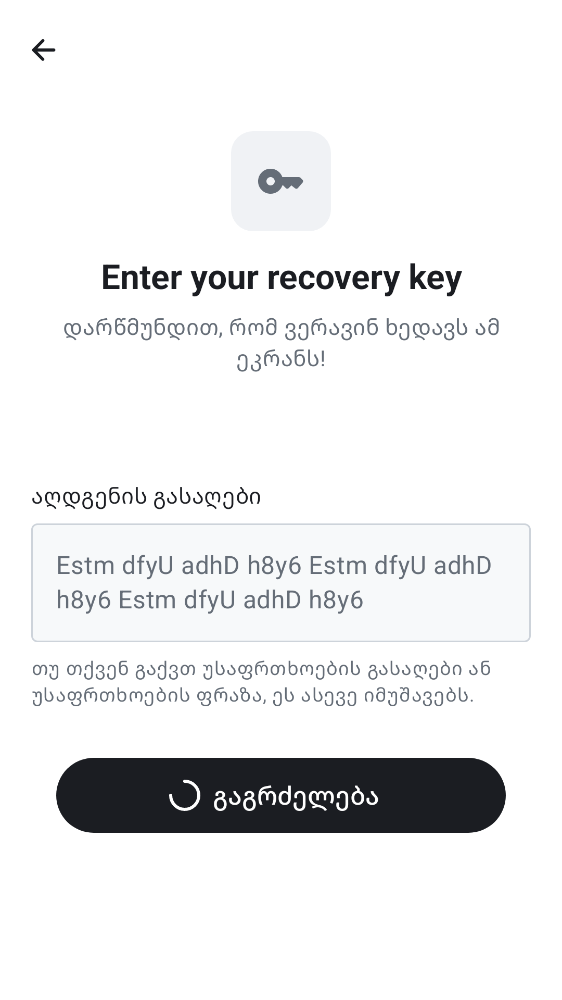 Enter your recovery key
დარწმუნდით, რომ ვერავინ ხედავს ამ
ეკრანს!
აღდგენის გასაღები
Estm dfyU adhD h8y6 Estm dfyU adhD
h8y6 Estm dfyU adhD h8y6
თუ თქვენ გაქვთ უსაფრთხოების გასაღები ან
უსაფრთხოების ფრაზა, ეს ასევე იმუშავებს.
გაგრძელება